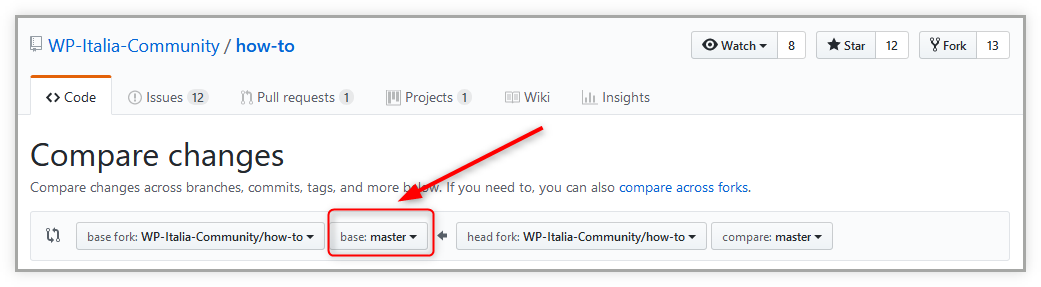 WP-Italia-Community / how-to Watch 8 Star 12 Fork 13
Code Issues 12 Pull requests 1 Projects 1 Wiki Insights
Compare changes
Compare changes across branches, commits, tags, and more below. If you need to, you can also compare across forks.
base fork: WP-Italia-Community/how-to base: master head fork: WP-Italia-Community/how-to compare: master